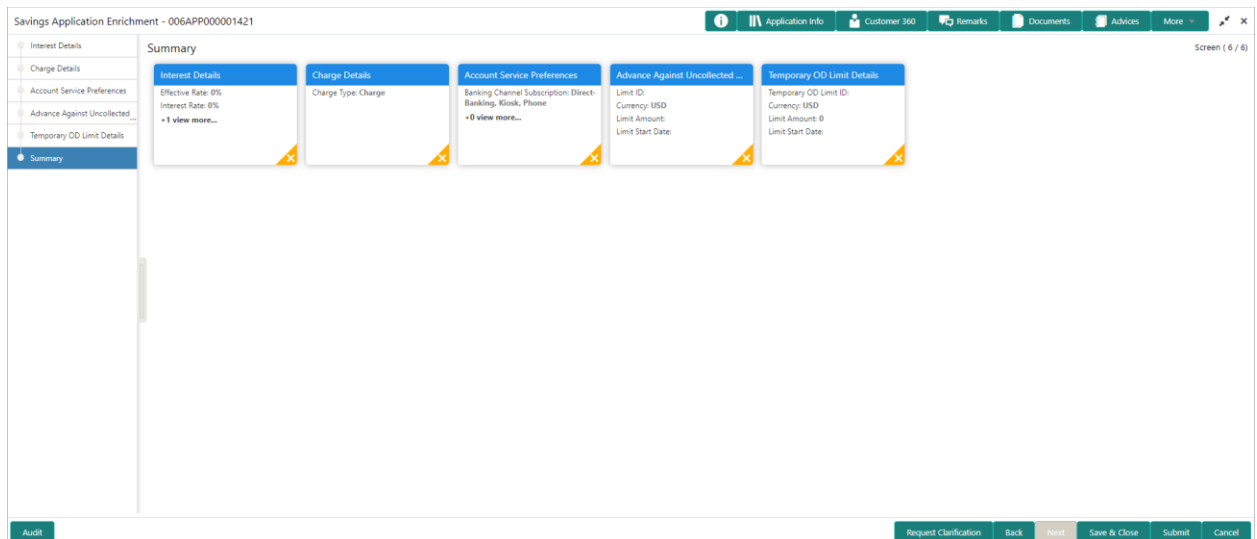 Savings Application Enrichment - 006APP000001421
Application Info
Customer 360
Remarks
Documents
Advices
More
Interest Details
Charge Details
Account Service Preferences
Advance Against Uncollected ...
Temporary OD Limit Details
Summary
Summary
Screen ( 6 / 6)
Interest Details
Effective Rate: 0%
Interest Rate: 0%
+1 view more...
Charge Details
Charge Type: Charge
Account Service Preferences
Banking Channel Subscription: Direct-
Banking, Kiosk, Phone
+0 view more...
Advance Against Uncollected ...
Limit ID:
Currency: USD
Limit Amount:
Limit Start Date:
Temporary OD Limit Details
Temporary OD Limit ID:
Currency: USD
Limit Amount: 0
Limit Start Date:
Audit
Request Clarification
Back
Next
Save & Close
Submit
Cancel